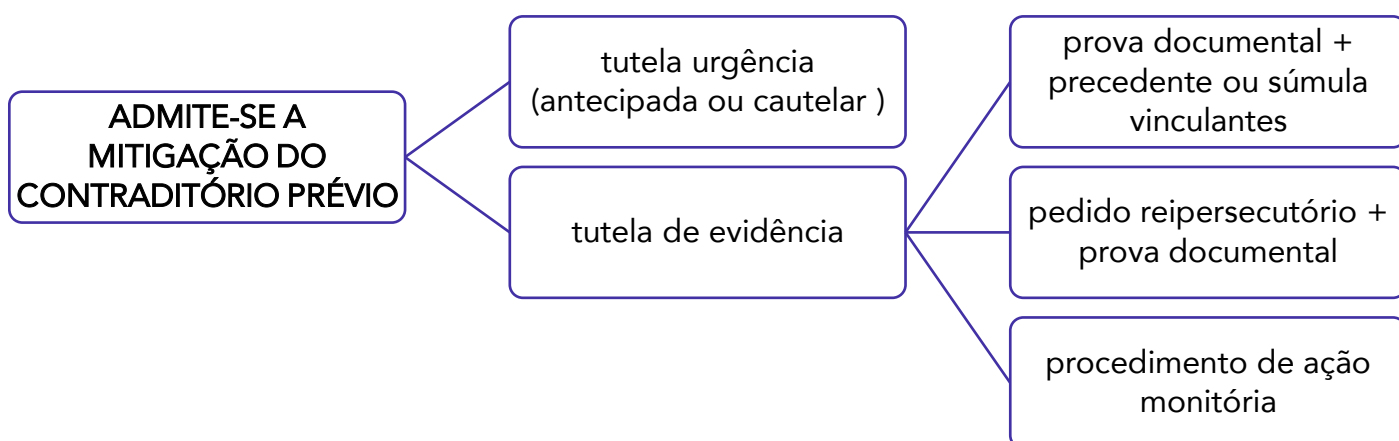 ADMITE-SE A
MITIGAÇÃO DO
CONTRADITÓRIO PRÉVIO
tutela urgência
(antecipada ou cautelar )
tutela de evidência
prova documental +
precedente ou súmula
vinculantes
pedido reipersecutório +
prova documental
procedimento de ação
monitória